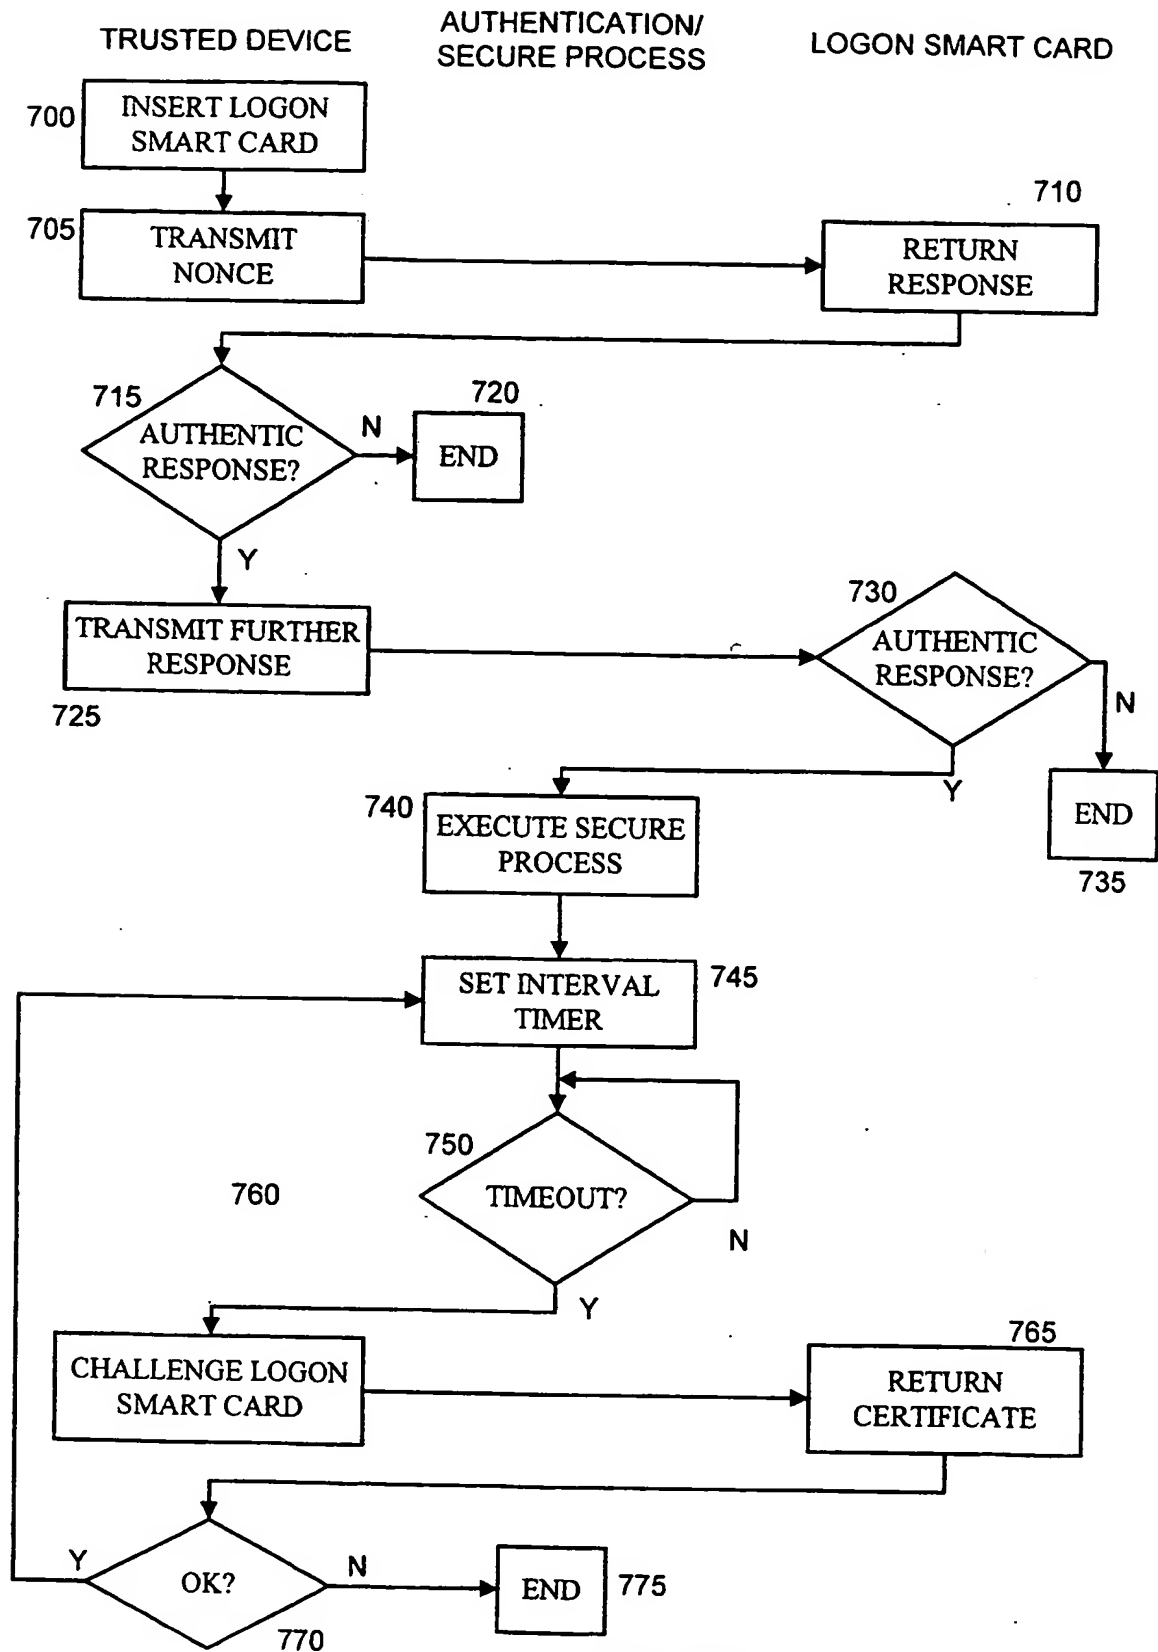 TRUSTED DEVICE
AUTHENTICATION/
SECURE PROCESS
LOGON SMART CARD
700
INSERT LOGON
SMART CARD
705
TRANSMIT
NONCE
710
RETURN
RESPONSE
715
AUTHENTIC
RESPONSE?
N
720
END
Y
TRANSMIT FURTHER
RESPONSE
725
730
AUTHENTIC
RESPONSE?
N
Y
END
735
740
EXECUTE SECURE
PROCESS
SET INTERVAL
TIMER
745
750
TIMEOUT?
760
N
Y
CHALLENGE LOGON
SMART CARD
765
RETURN
CERTIFICATE
Y
OK?
N
END
775
770